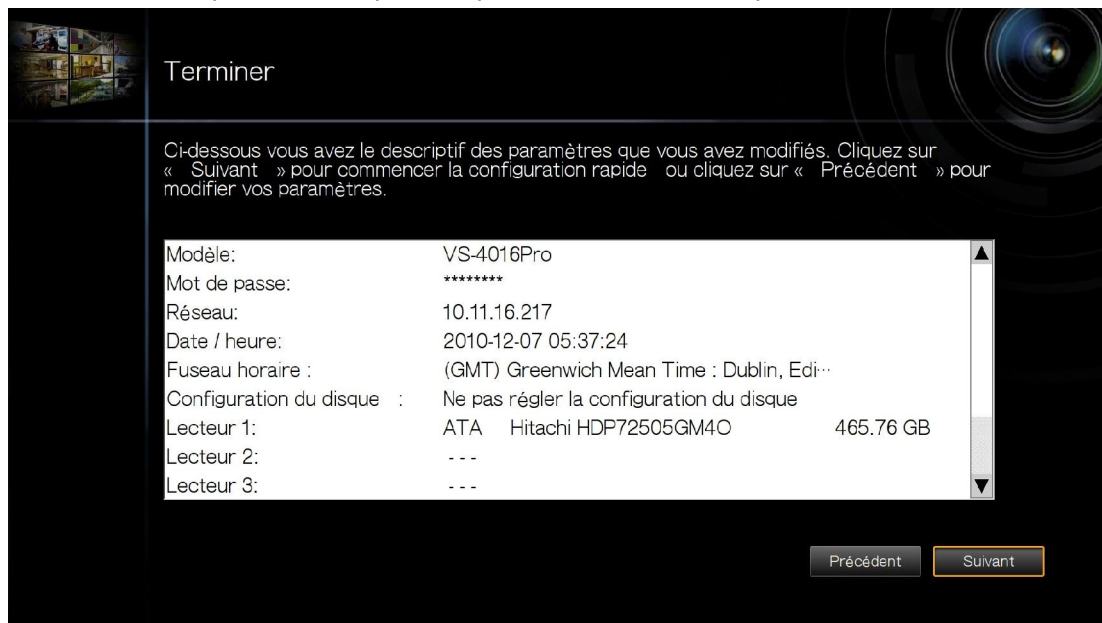 Terminer
Ci-dessous vous avez le descriptif des paramètres que vous avez modifiés. Cliquez sur
« Suivant » pour commencer la configuration rapide ou cliquez sur « Précédent » pour
modifier vos paramètres.
Modèle: VS-4016Pro
Mot de passe: ********
Réseau: 10.11.16.217
Date / heure: 2010-12-07 05:37:24
Fuseau horaire : (GMT) Greenwich Mean Time : Dublin, Edi...
Configuration du disque : Ne pas régler la configuration du disque
Lecteur 1: ATA Hitachi HDP72505GM4O 465.76 GB
Lecteur 2: - - -
Lecteur 3: - - -
Précédent Suivant